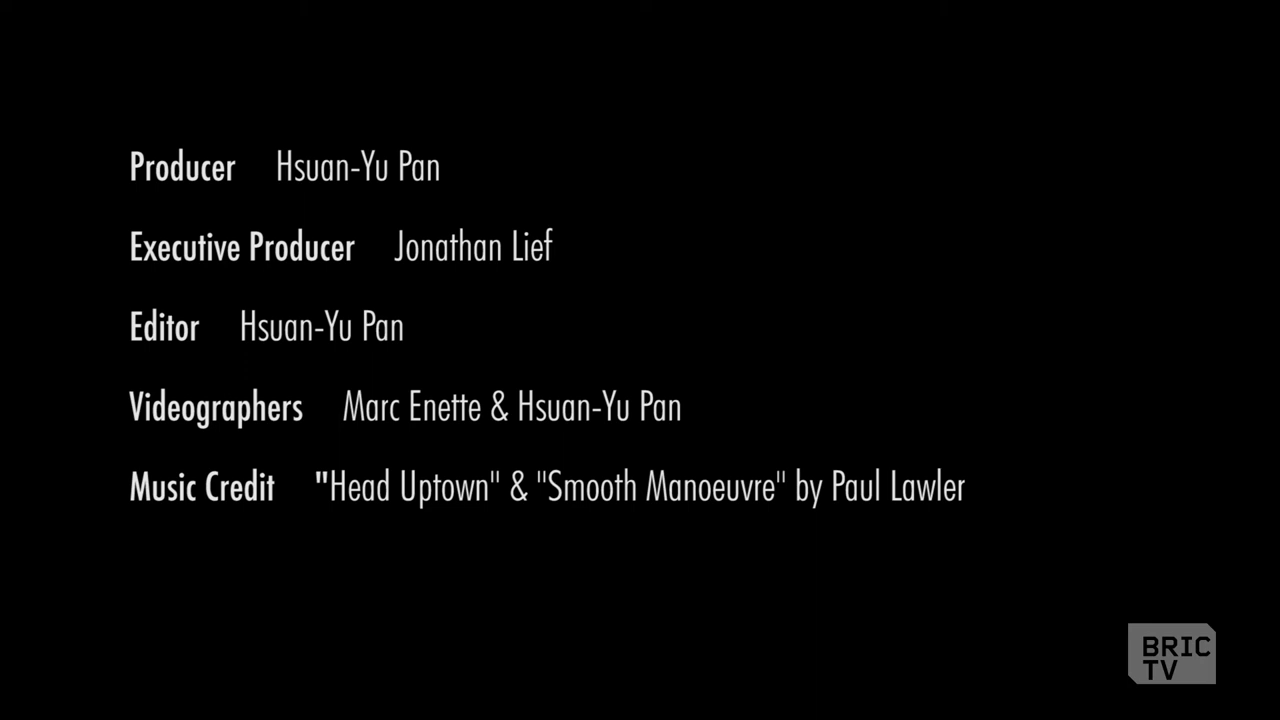 Producer Hsuan-Yu Pan
Executive Producer Jonathan Lief
Editor Hsuan-Yu Pan
Videographers Marc Enette & Hsuan-Yu Pan
Music Credit "Head Uptown" & "Smooth Manoeuvre" by Paul Lawler
BRIC
TV